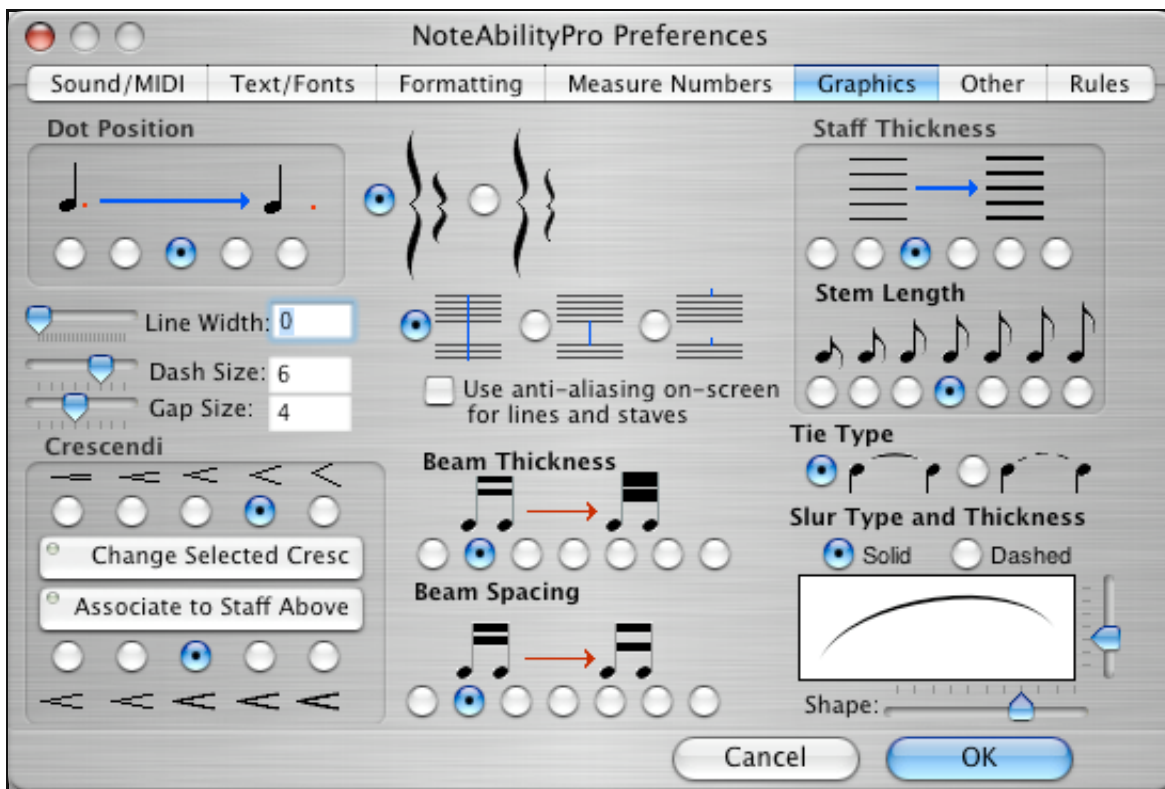 NoteAbilityPro Preferences
Sound/MIDI Text/Fonts Formatting Measure Numbers Graphics Other Rules
Dot Position
Staff Thickness
Stem Length
Line Width: 0
Dash Size: 6
Gap Size: 4
Use anti-aliasing on-screen
for lines and staves
Crescendi
Change Selected Cresc
Associate to Staff Above
Beam Thickness
Beam Spacing
Tie Type
Slur Type and Thickness
Solid Dashed
Shape:
Cancel OK